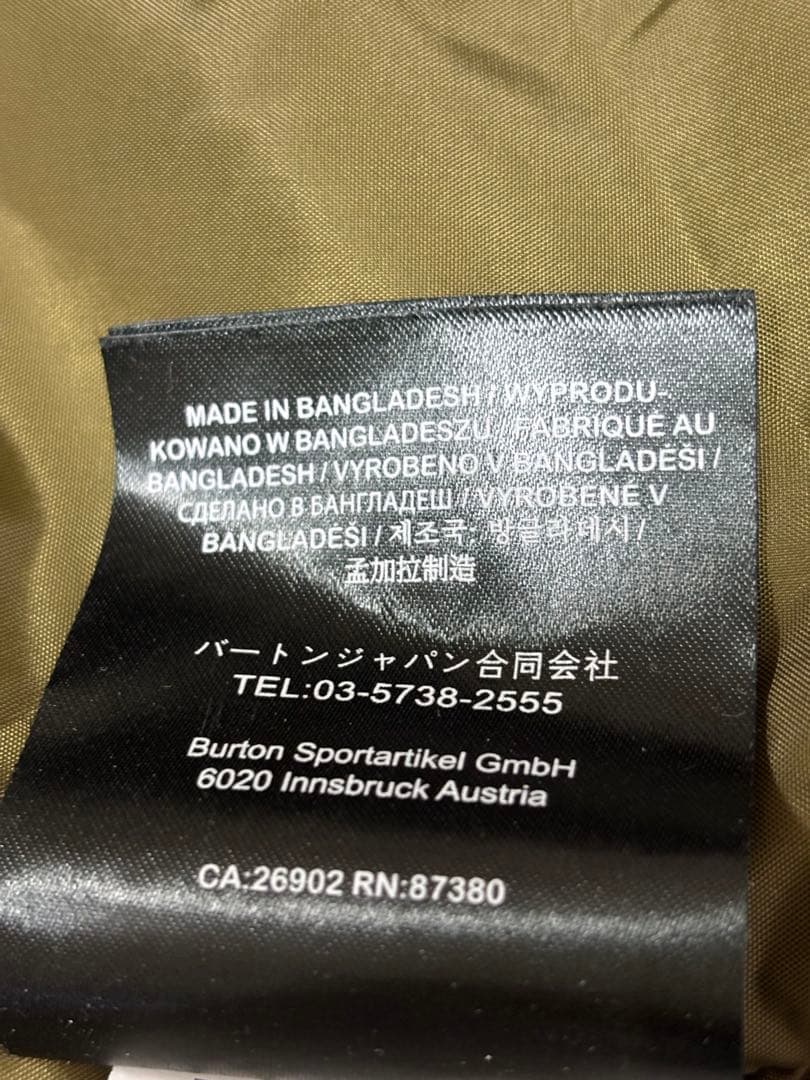 MADE IN BANGLADESH / WYPRODU-
KOWANO W BANGLADESZU / FABRIQUÉ AU
BANGLADESH / VYROBENO V BANGLADÉŠI /
СДЕЛАНО В БАНГЛАДЕШ / VYROBENÉ V
BANGLADÉŠI / 제조국: 방글라데시 /
孟加拉制造
バートンジャパン合同会社
TEL:03-5738-2555
Burton Sportartikel GmbH
6020 Innsbruck Austria
CA:26902 RN:87380